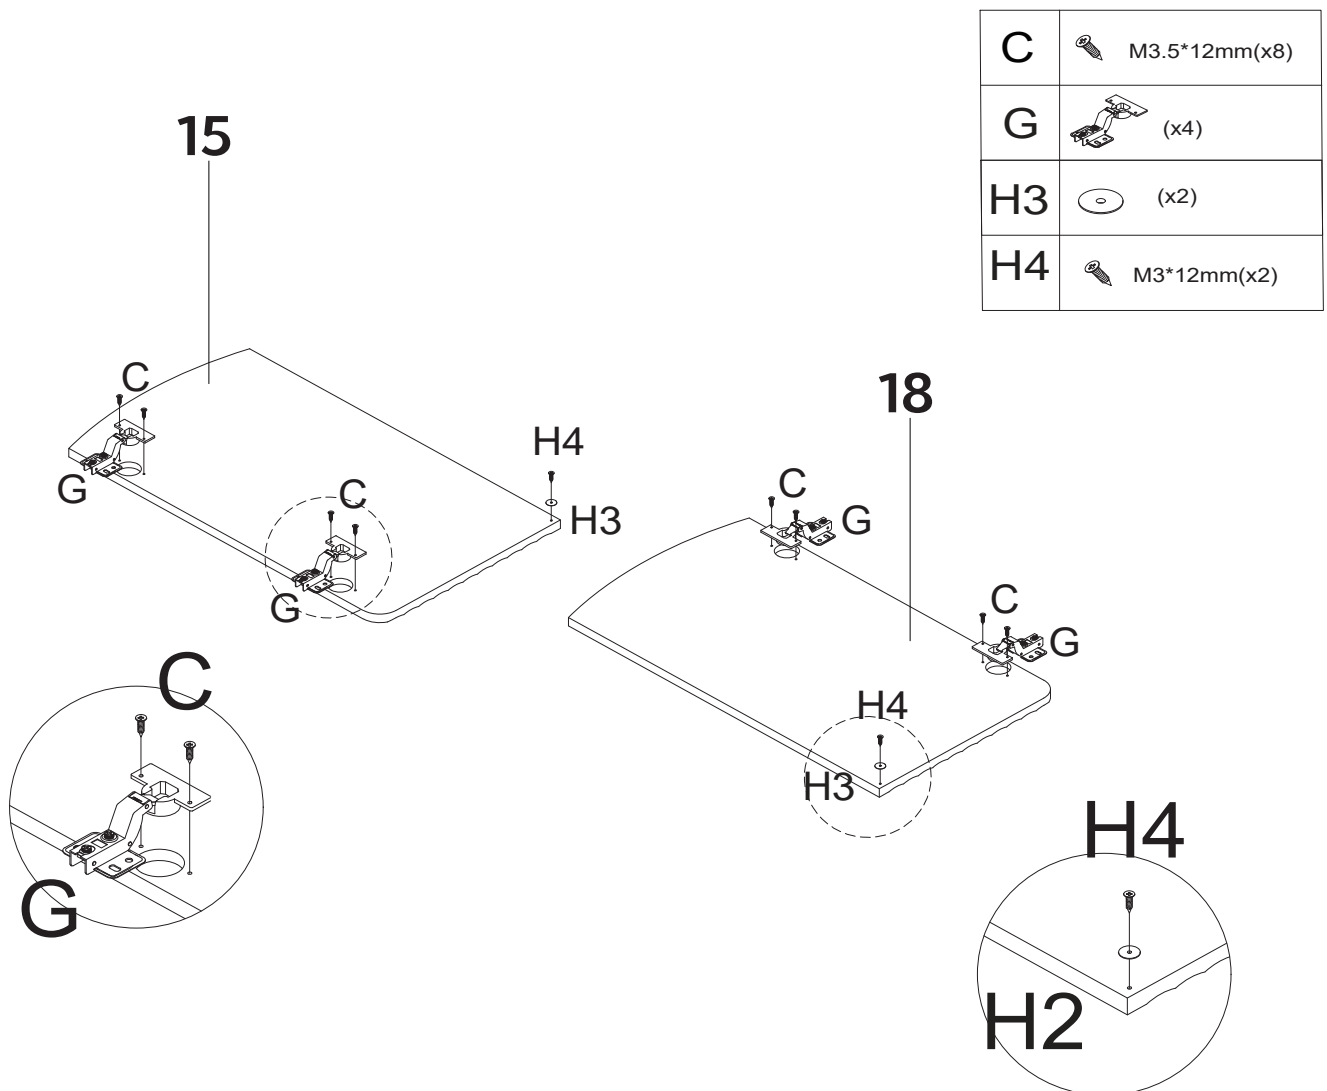 C M3.5*12mm(x8)
G (x4)
H3 (x2)
H4 M3*12mm(x2)
15
C
G
C
G
H4
H3
18
C
G
C
G
H4
H3
C
G
H4
H2